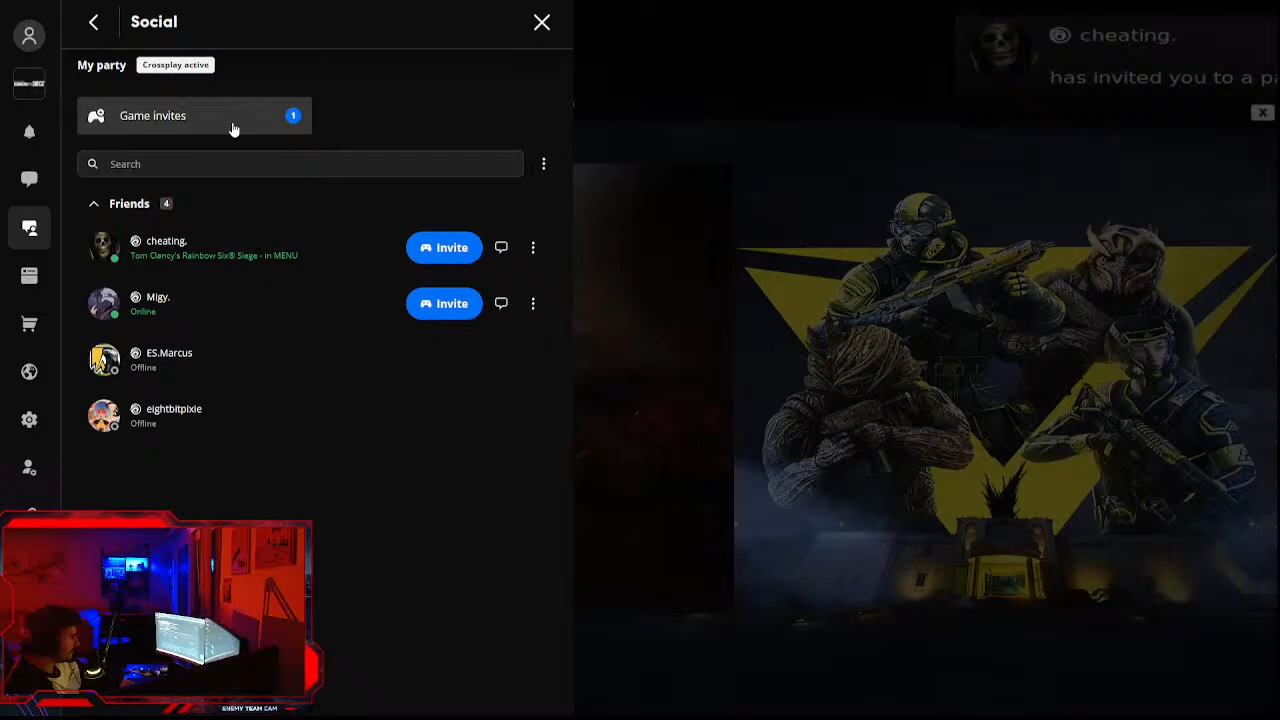 Social
cheating.
has invited you to a pa
X
My party
Crossplay active
Game invites
1
Search
Friends 4
cheating.
Tom Clancy's Rainbow Six® Siege - in MENU
Invite
Migy.
Online
Invite
ES.Marcus
Offline
eightbitpixie
Offline
ENEMY TEAM CAM